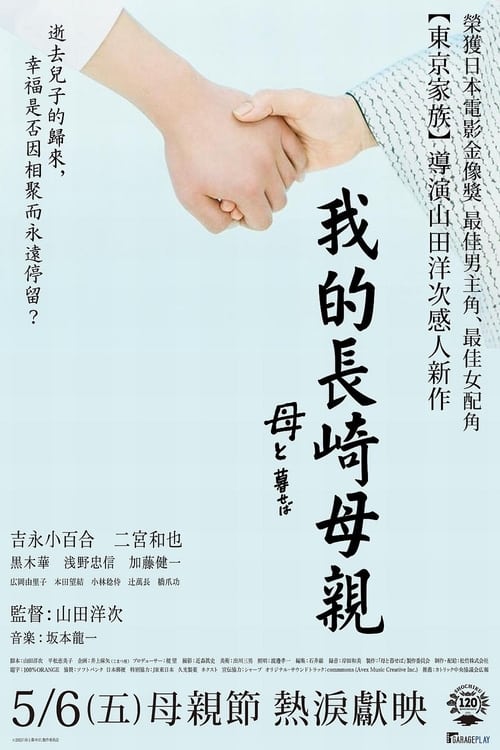 榮獲日本電影金像獎 最佳男主角、最佳女配角
【東京家族】導演山田洋次感人新作
我的長崎母親
母と暮せば
逝去兒子的歸來，
幸福是否因相聚而永遠停留？
吉永小百合 二宮和也
黒木華 浅野忠信 加藤健一
広岡由里子 本田望結 小林稔侍 辻萬長 橋爪功
監督：山田洋次
音楽：坂本龍一
5/6(五)母親節 熱淚獻映
SHOCHIKU
120
GARAGEPLAY